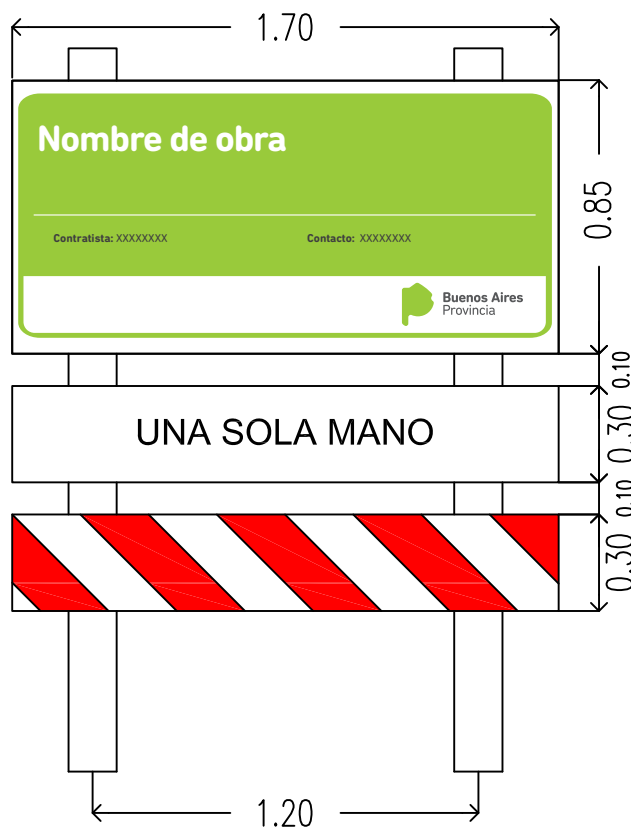 1.70
Nombre de obra
Contratista: XXXXXXXX
Contacto: XXXXXXXX
Buenos Aires
Provincia
0.85
0.10
UNA SOLA MANO
0.30
0.10
0.30
1.20